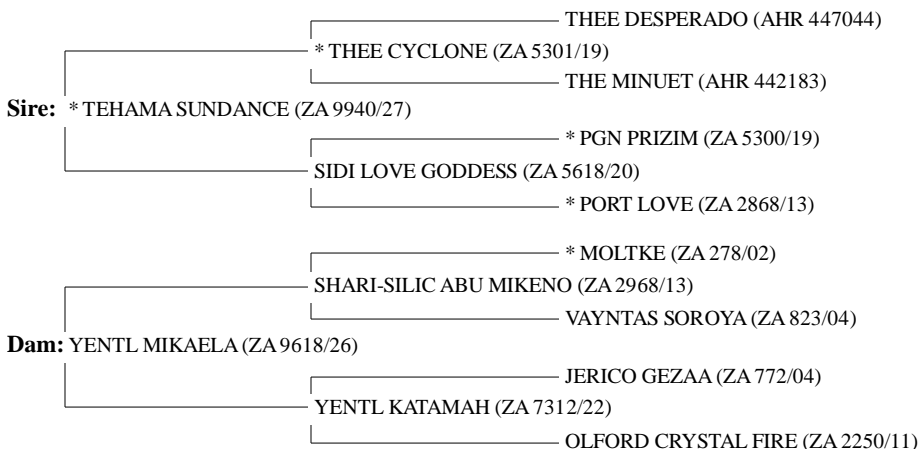 THEE DESPERADO (AHR 447044)
* THEE CYCLONE (ZA 5301/19)
THE MINUET (AHR 442183)
Sire: * TEHAMA SUNDANCE (ZA 9940/27)
* PGN PRIZIM (ZA 5300/19)
SIDI LOVE GODDESS (ZA 5618/20)
* PORT LOVE (ZA 2868/13)
* MOLTKE (ZA 278/02)
SHARI-SILIC ABU MIKENO (ZA 2968/13)
VAYNTAS SOROYA (ZA 823/04)
Dam: YENTL MIKAELA (ZA 9618/26)
JERICO GEZAA (ZA 772/04)
YENTL KATAMAH (ZA 7312/22)
OLFORD CRYSTAL FIRE (ZA 2250/11)